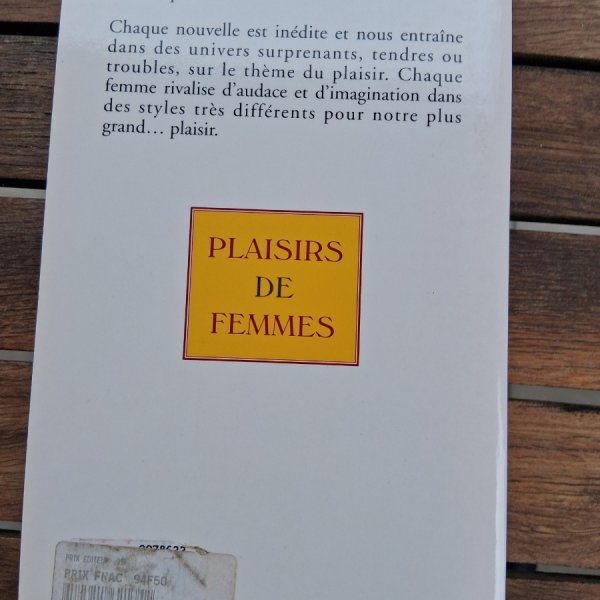 Chaque nouvelle est inédite et nous entraîne
dans des univers surprenants, tendres ou
troubles, sur le thème du plaisir. Chaque
femme rivalise d'audace et d'imagination dans
des styles très différents pour notre plus
grand... plaisir.
PLAISIRS
DE
FEMMES
PRIX EDITEUR
PRIX FNAC 94F50